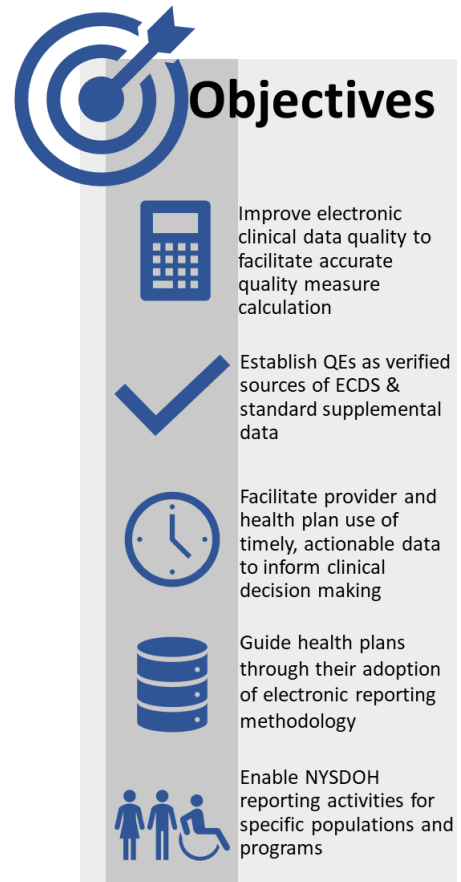 Objectives
Improve electronic
clinical data quality to
facilitate accurate
quality measure
calculation
Establish QEs as verified
sources of ECDS &
standard supplemental
data
Facilitate provider and
health plan use of
timely, actionable data
to inform clinical
decision making
Guide health plans
through their adoption
of electronic reporting
methodology
Enable NYSDOH
reporting activities for
specific populations and
programs